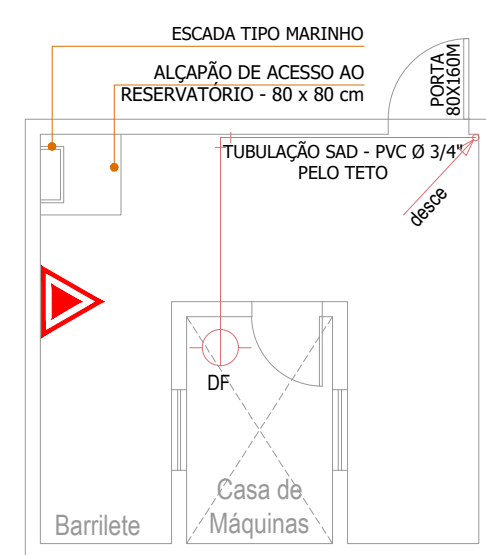 ESCADA TIPO MARINHO
ALÇAPÃO DE ACESSO AO
RESERVATÓRIO - 80 x 80 cm
PORTA
80X160M
TUBULAÇÃO SAD - PVC Ø 3/4"
PELO TETO
desce
DF
Casa de
Máquinas
Barrilete